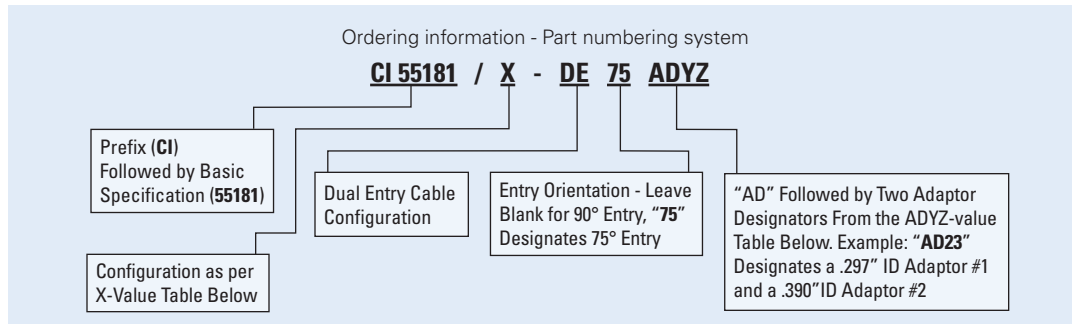 Ordering information - Part numbering system
CI 55181 / X - DE 75 ADYZ
Prefix (CI)
Followed by Basic
Specification (55181)
Configuration as per
X-Value Table Below
Dual Entry Cable
Configuration
Entry Orientation - Leave
Blank for 90° Entry, “75”
Designates 75° Entry
“AD” Followed by Two Adaptor
Designators From the ADYZ-value
Table Below. Example: “AD23”
Designates a .297” ID Adaptor #1
and a .390”ID Adaptor #2